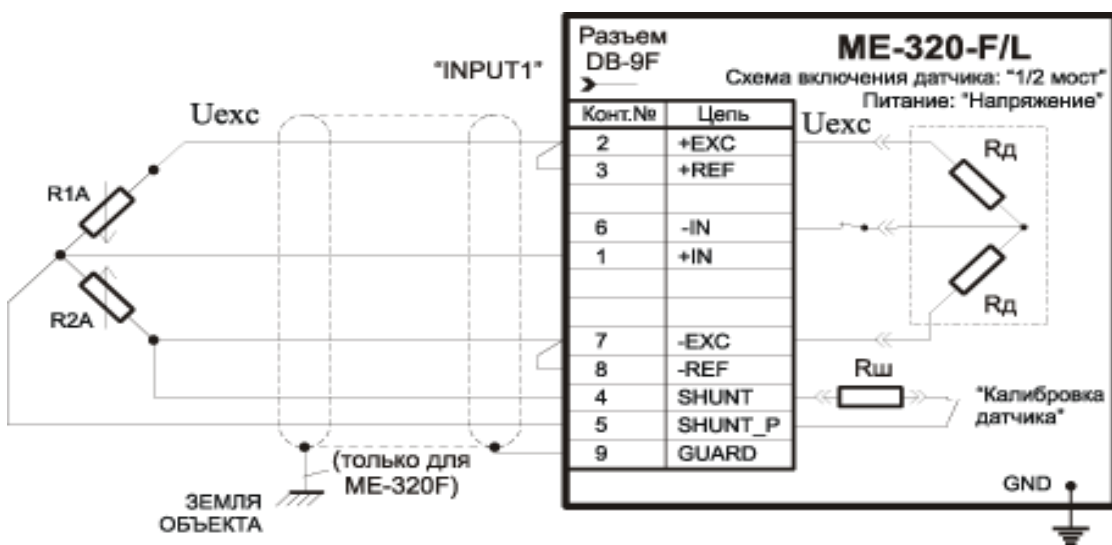 Разъем
DB-9F
ME-320-F/L
Схема включения датчика: "1/2 мост"
Питание: "Напряжение"
"INPUT1"
Uexc
Конт.№ Цепь
Uexc
2 +EXC
3 +REF
6 -IN
1 +IN
7 -EXC
8 -REF
4 SHUNT
5 SHUNT_P
9 GUARD
R1A
R2A
Rд
Rд
Rш
"Калибровка
датчика"
(только для
ME-320F)
ЗЕМЛЯ
ОБЪЕКТА
GND